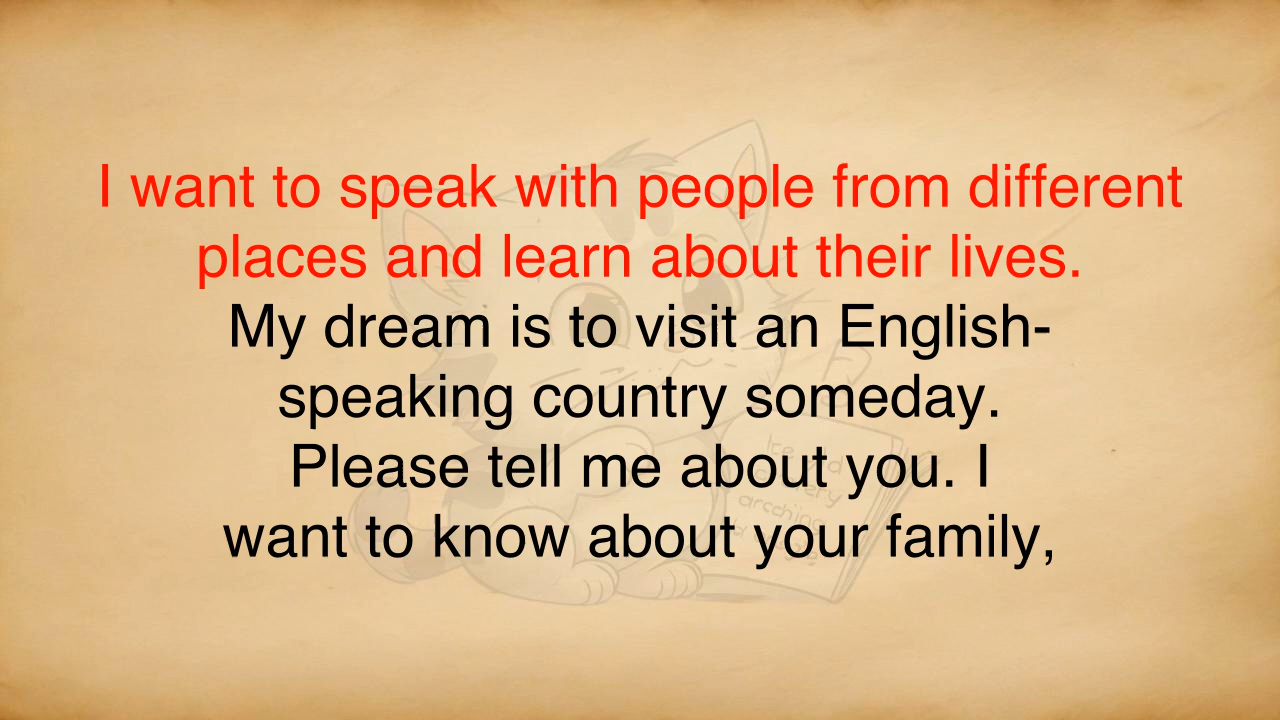 I want to speak with people from different
places and learn about their lives.
My dream is to visit an English-
speaking country someday.
Please tell me about you. I
want to know about your family,